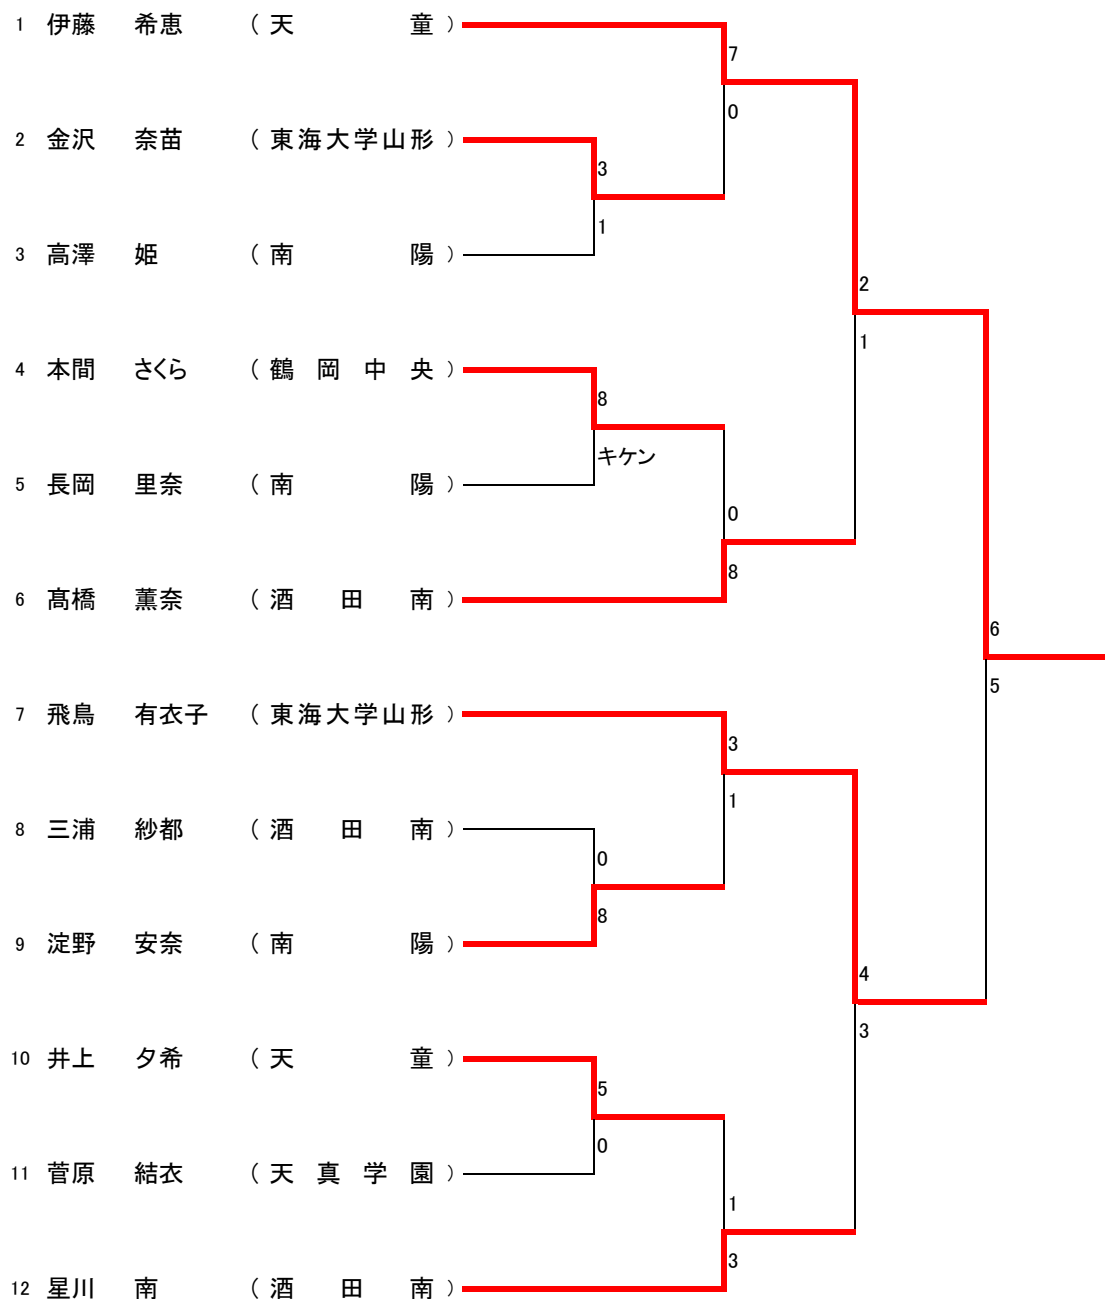 1 伊藤 希恵 （ 天 童 ）
7
0
2 金沢 奈苗 （ 東海大学山形 ）
3
1
3 高澤 姫 （ 南 陽 ）
2
1
4 本間 さくら （ 鶴 岡 中 央 ）
8
キケン
5 長岡 里奈 （ 南 陽 ）
0
8
6 髙橋 薫奈 （ 酒 田 南 ）
6
5
7 飛鳥 有衣子 （ 東海大学山形 ）
3
1
8 三浦 紗都 （ 酒 田 南 ）
0
8
9 淀野 安奈 （ 南 陽 ）
4
3
10 井上 夕希 （ 天 童 ）
5
0
11 菅原 結衣 （ 天 真 学 園 ）
1
3
12 星川 南 （ 酒 田 南 ）